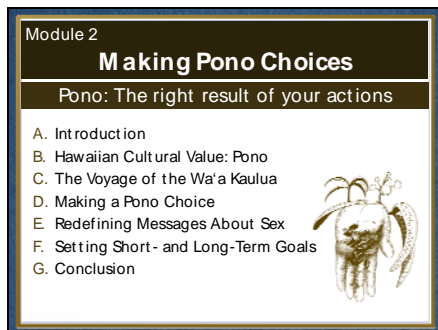 Module 2
Making Pono Choices
Pono: The right result of your actions
A. Introduction
B. Hawaiian Cultural Value: Pono
C. The Voyage of the Wa‘a Kaulua
D. Making a Pono Choice
E. Redefining Messages About Sex
F. Setting Short- and Long-Term Goals
G. Conclusion